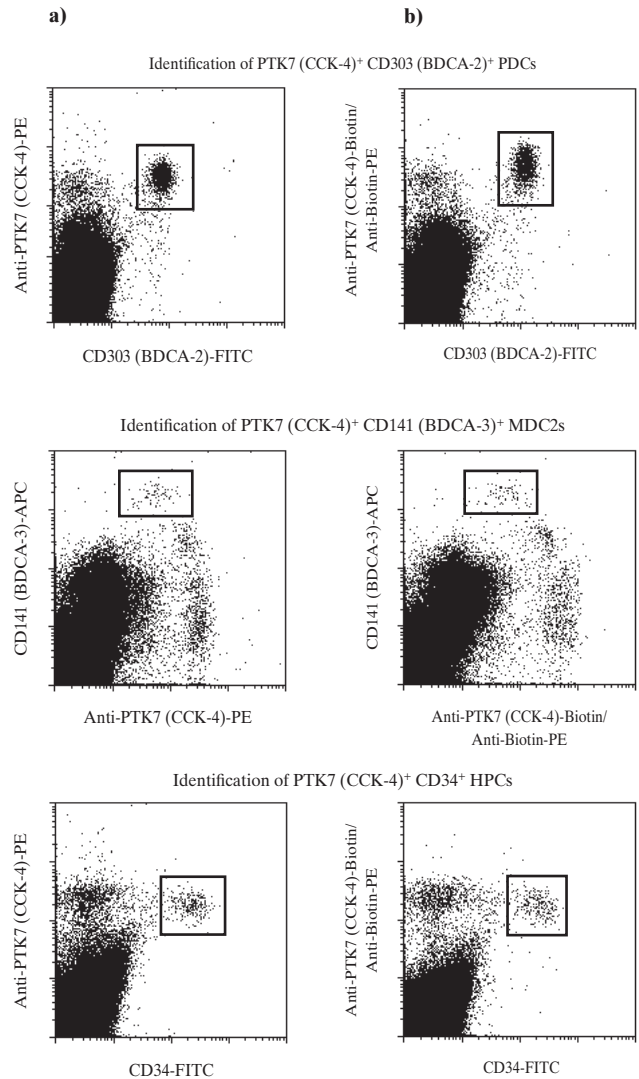 a)
b)
Identification of PTK7 (CCK-4)⁺ CD303 (BDCA-2)⁺ PDCs
Anti-PTK7 (CCK-4)-PE
CD303 (BDCA-2)-FITC
Anti-PTK7 (CCK-4)-Biotin/
Anti-Biotin-PE
CD303 (BDCA-2)-FITC
Identification of PTK7 (CCK-4)⁺ CD141 (BDCA-3)⁺ MDC2s
CD141 (BDCA-3)-APC
Anti-PTK7 (CCK-4)-PE
CD141 (BDCA-3)-APC
Anti-PTK7 (CCK-4)-Biotin/
Anti-Biotin-PE
Identification of PTK7 (CCK-4)⁺ CD34⁺ HPCs
Anti-PTK7 (CCK-4)-PE
CD34-FITC
Anti-PTK7 (CCK-4)-Biotin/
Anti-Biotin-PE
CD34-FITC